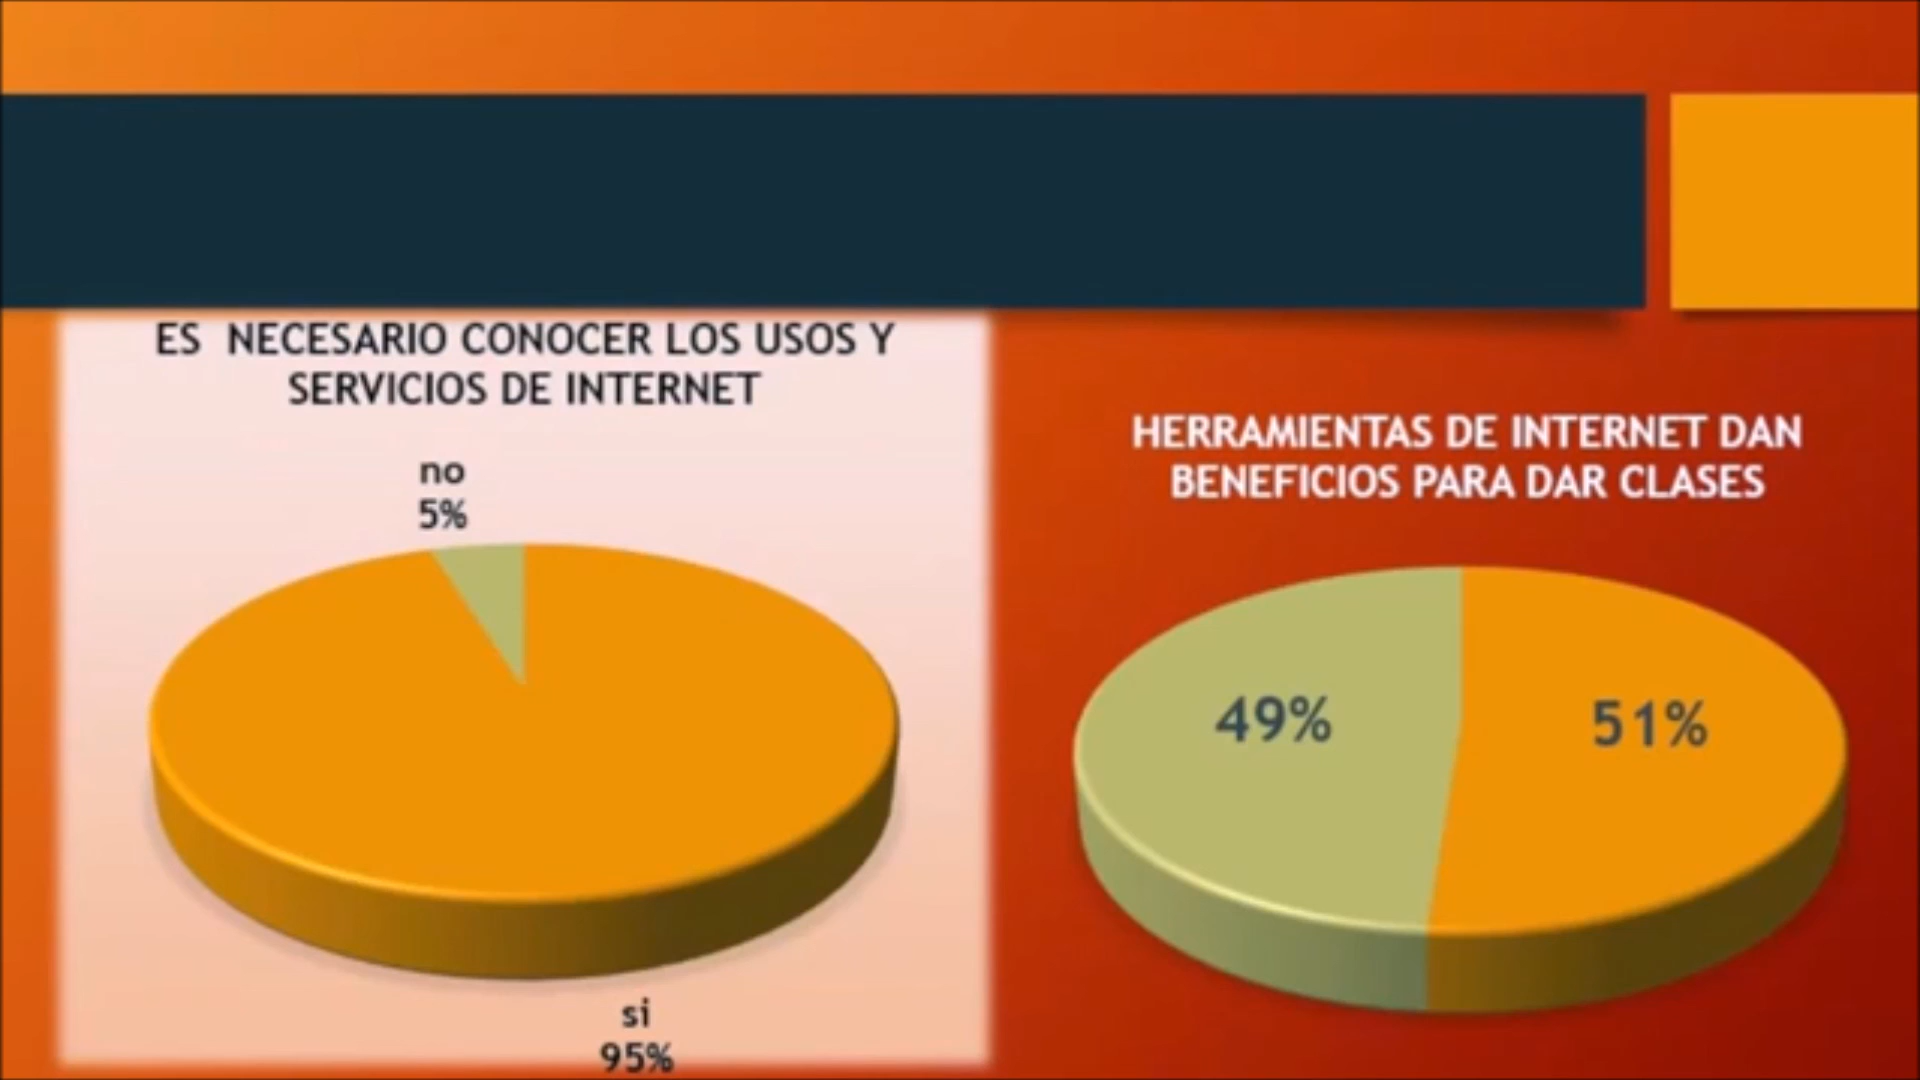 ES NECESARIO CONOCER LOS USOS Y
SERVICIOS DE INTERNET
no
5%
si
95%
HERRAMIENTAS DE INTERNET DAN
BENEFICIOS PARA DAR CLASES
49%
51%